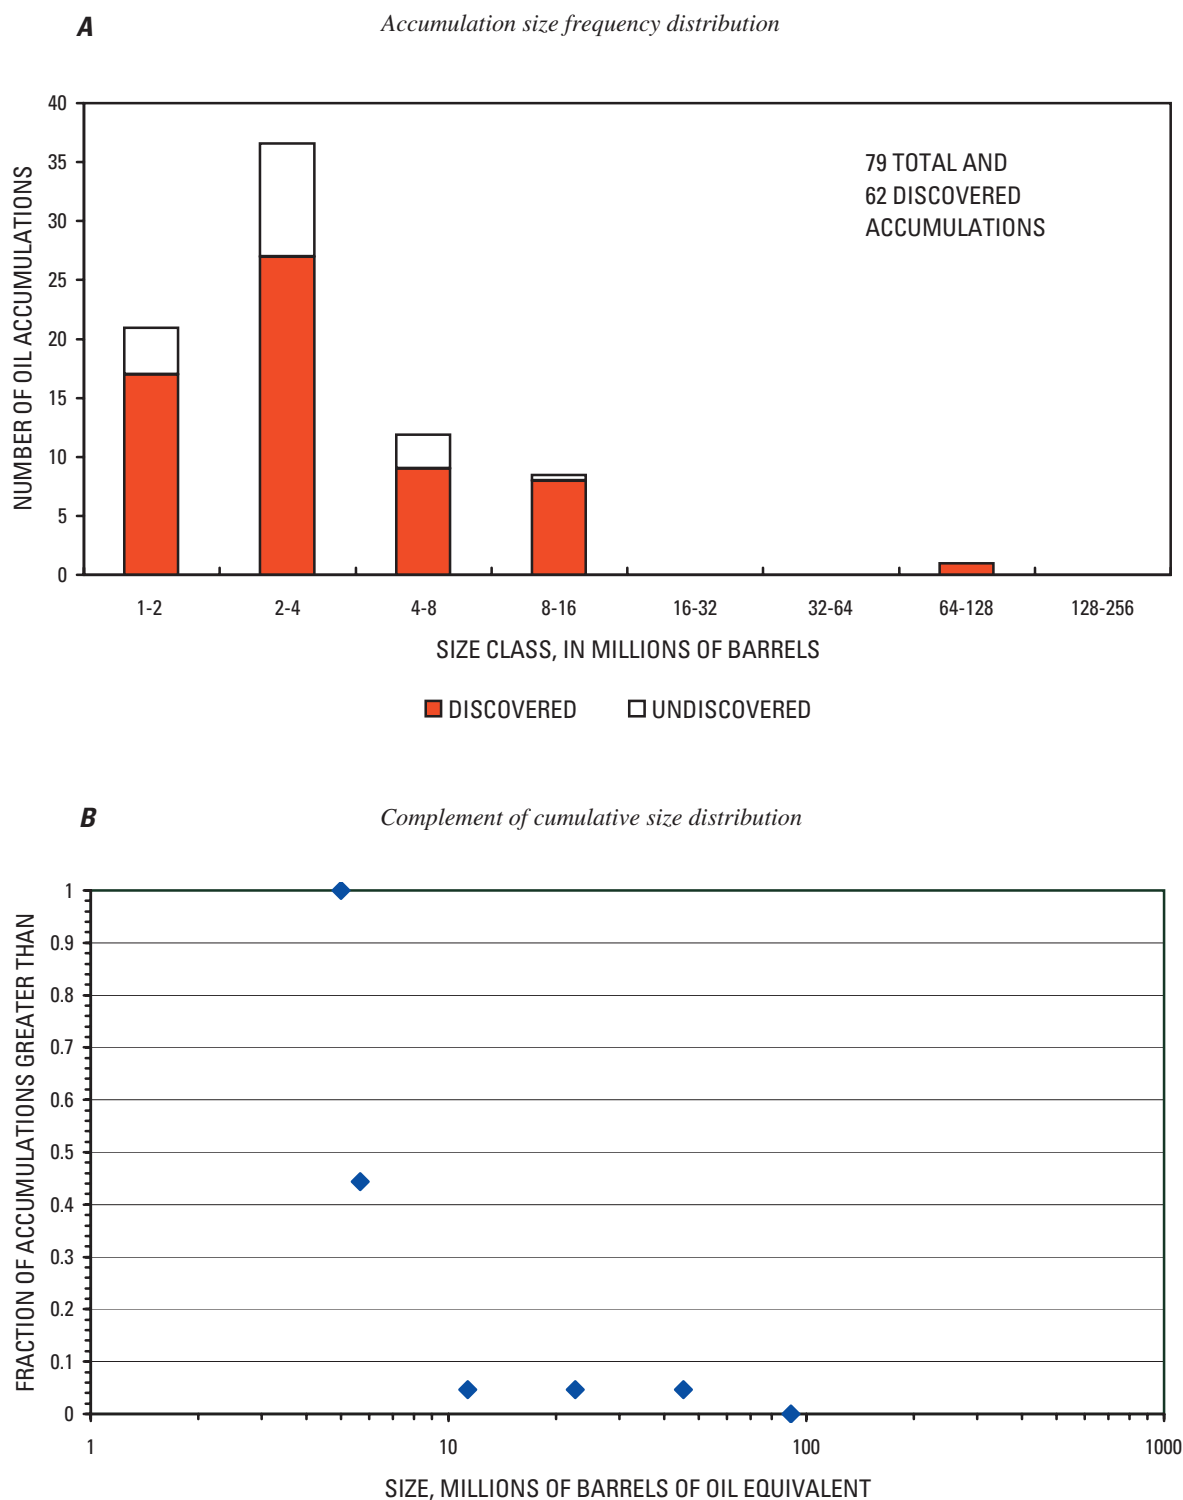 A
Accumulation size frequency distribution
40
35
30
25
20
15
10
5
0
NUMBER OF OIL ACCUMULATIONS
79 TOTAL AND
62 DISCOVERED
ACCUMULATIONS
1-2 2-4 4-8 8-16 16-32 32-64 64-128 128-256
SIZE CLASS, IN MILLIONS OF BARRELS
DISCOVERED UNDISCOVERED
B
Complement of cumulative size distribution
1
0.9
0.8
0.7
0.6
0.5
0.4
0.3
0.2
0.1
0
FRACTION OF ACCUMULATIONS GREATER THAN
1 10 100 1000
SIZE, MILLIONS OF BARRELS OF OIL EQUIVALENT